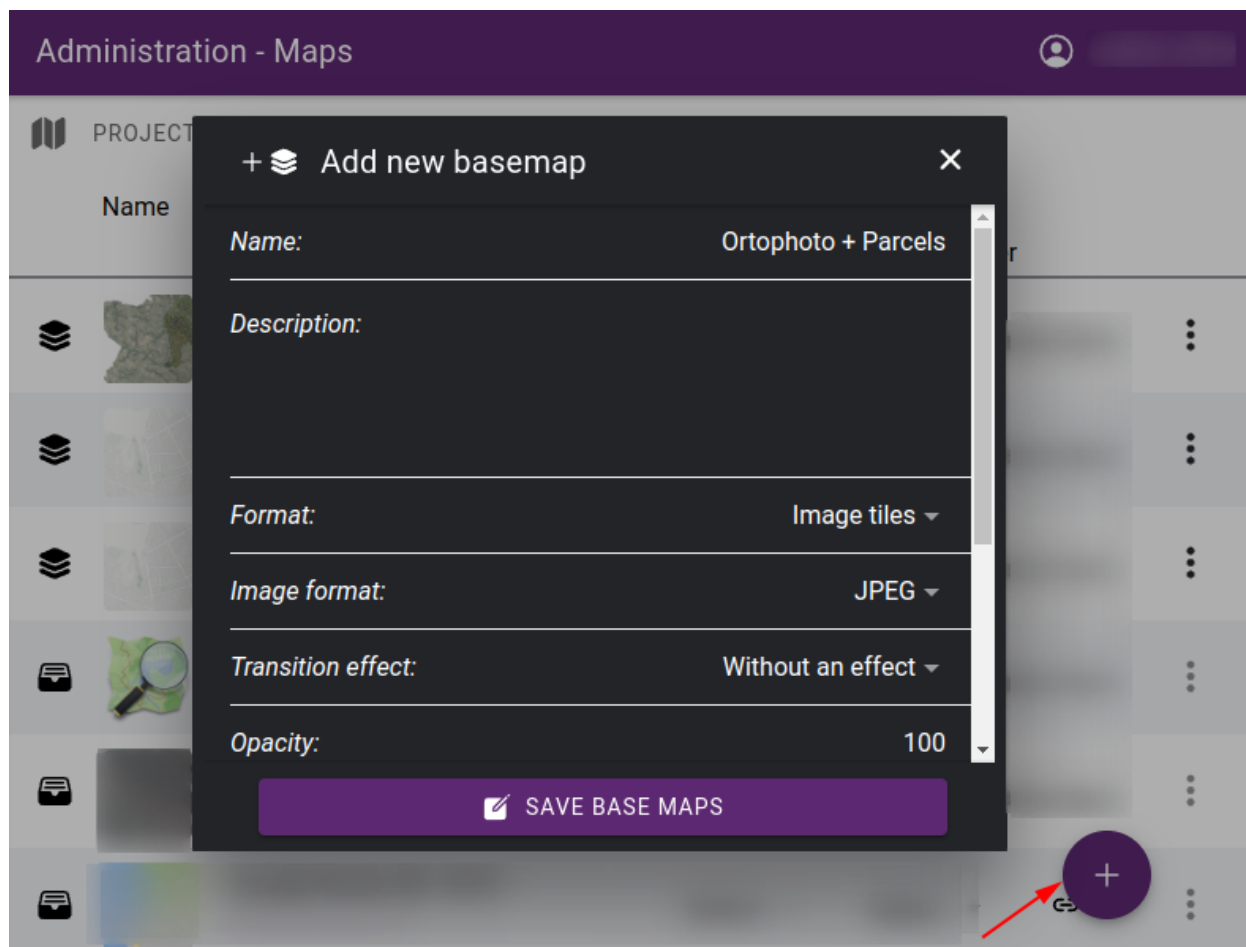 Administration - Maps
PROJECT
Add new basemap
Name
Name: Ortophoto + Parcels
r
Description:
Format: Image tiles
Image format: JPEG
Transition effect: Without an effect
Opacity: 100
SAVE BASE MAPS